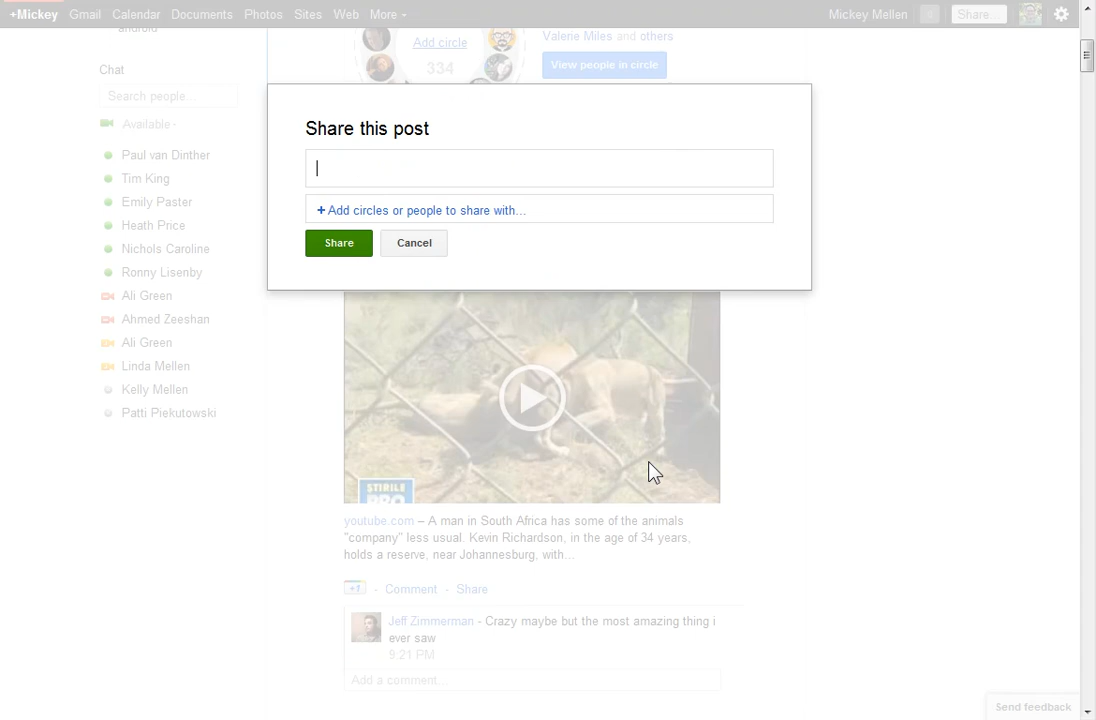 +Mickey Gmail Calendar Documents Photos Sites Web More Mickey Mellen Share...
android
Valerie Miles and others
Add circle
334
View people in circle
Chat
Search people...
Available -
Paul van Dinther
Tim King
Emily Paster
Heath Price
Nichols Caroline
Ronny Lisenby
Ali Green
Ahmed Zeeshan
Ali Green
Linda Mellen
Kelly Mellen
Patti Piekutowski
Share this post
+ Add circles or people to share with...
Share Cancel
STIRILE
PRO
youtube.com – A man in South Africa has some of the animals
"company" less usual. Kevin Richardson, in the age of 34 years,
holds a reserve, near Johannesburg, with...
+1 - Comment - Share
Jeff Zimmerman - Crazy maybe but the most amazing thing i
ever saw
9:21 PM
Add a comment...
Send feedback